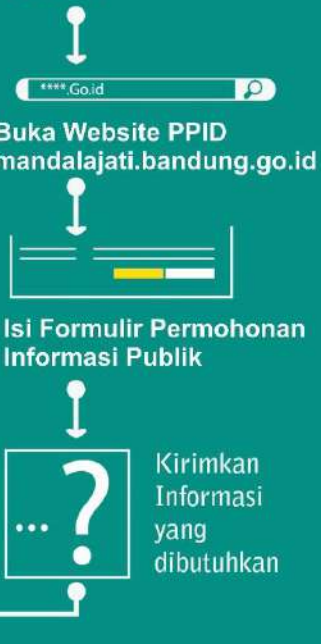 ****.Go.id
Buka Website PPID
mandalajati.bandung.go.id
Isi Formulir Permohonan
Informasi Publik
... ?
Kirimkan
Informasi
yang
dibutuhkan